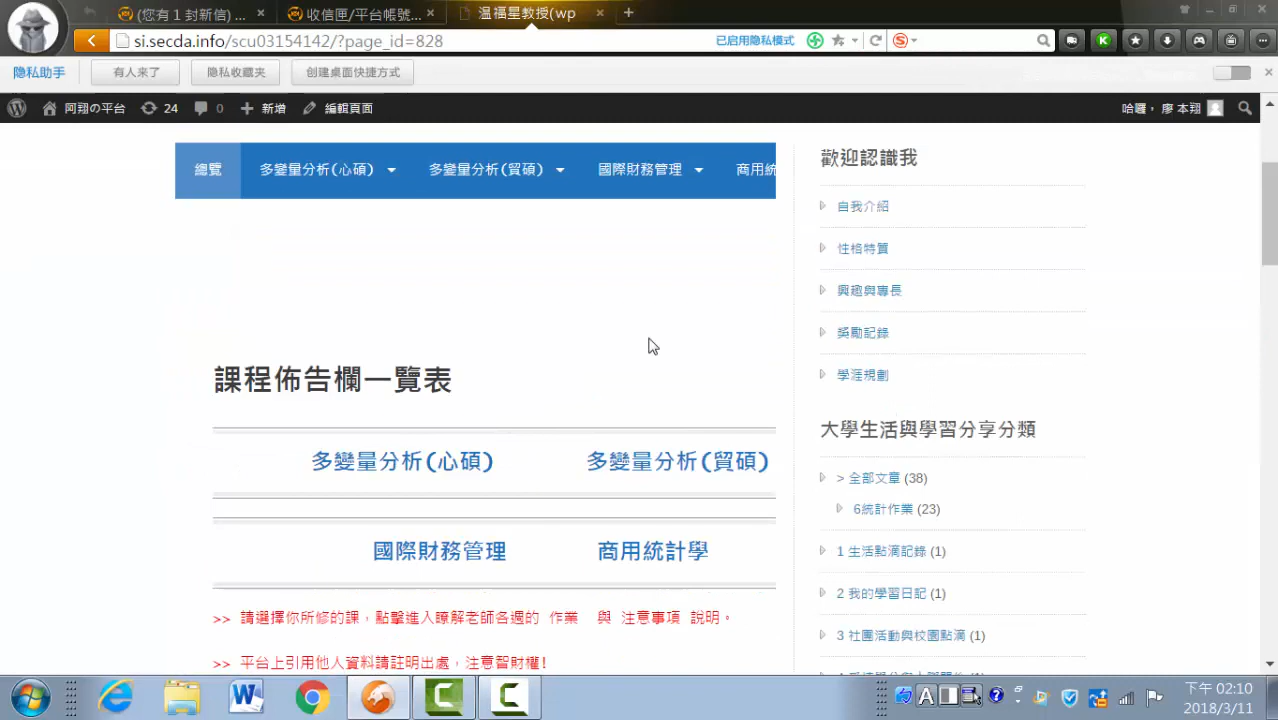 (您有 1 封新信) ...
收信匣/平台帳號...
温福星教授(wp
si.secda.info/scu03154142/?page_id=828
已启用隐私模式
隐私助手
有人来了
隐私收藏夹
创建桌面快捷方式
阿翔の平台
24
0
新增
編輯頁面
哈囉， 廖 本翔
總覽
多變量分析(心碩)
多變量分析(貿碩)
國際財務管理
商用統
課程佈告欄一覽表
多變量分析(心碩)
多變量分析(貿碩)
國際財務管理
商用統計學
>> 請選擇你所修的課，點擊進入瞭解老師各週的 作業 與 注意事項 說明。
>> 平台上引用他人資料請註明出處，注意智財權!
歡迎認識我
自我介紹
性格特質
興趣與專長
獎勵記錄
學涯規劃
大學生活與學習分享分類
> 全部文章 (38)
6統計作業 (23)
1 生活點滴記錄 (1)
2 我的學習日記 (1)
3 社團活動與校園點滴 (1)
下午 02:10
2018/3/11